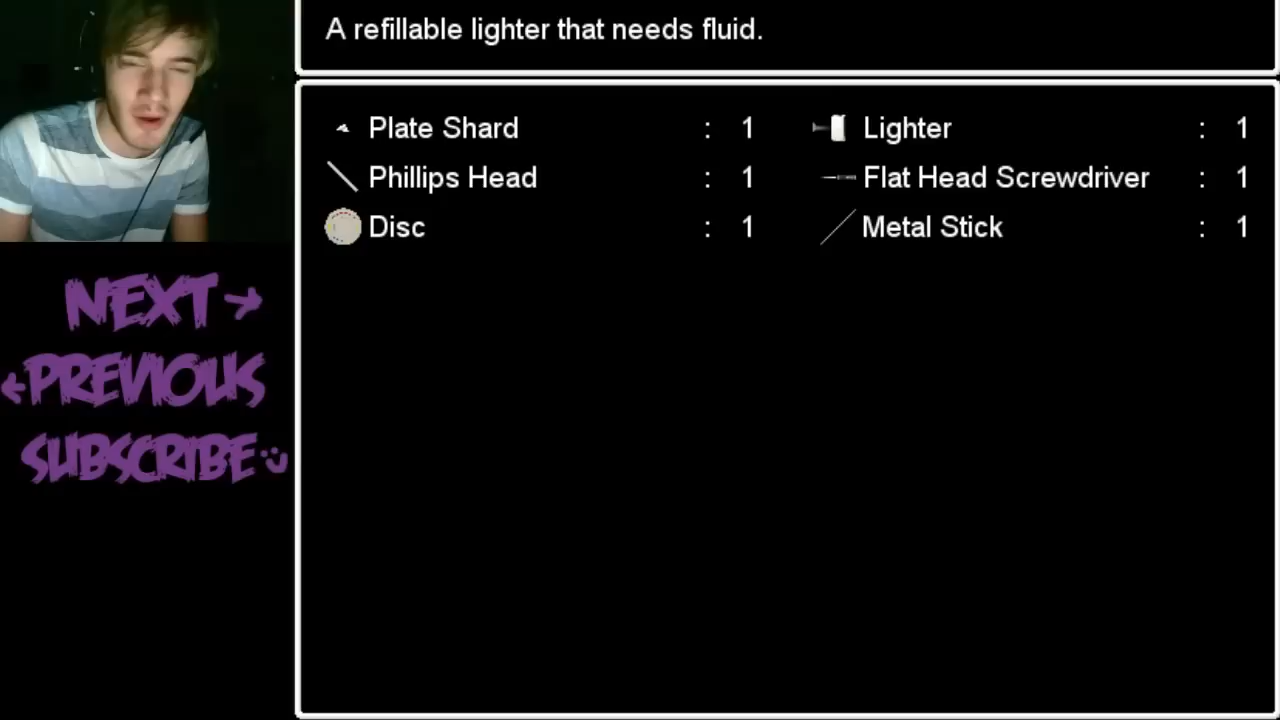 A refillable lighter that needs fluid.
Plate Shard : 1 Lighter : 1
Phillips Head : 1 Flat Head Screwdriver : 1
Disc : 1 Metal Stick : 1
NEXT →
← PREVIOUS
SUBSCRIBE